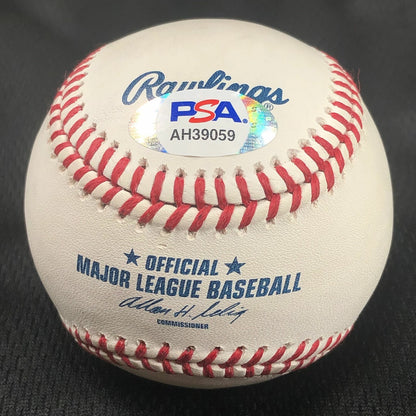 Rawlings®
PSA.
AH39059
★ OFFICIAL ★
MAJOR LEAGUE BASEBALL
Allan H. Selig
COMMISSIONER